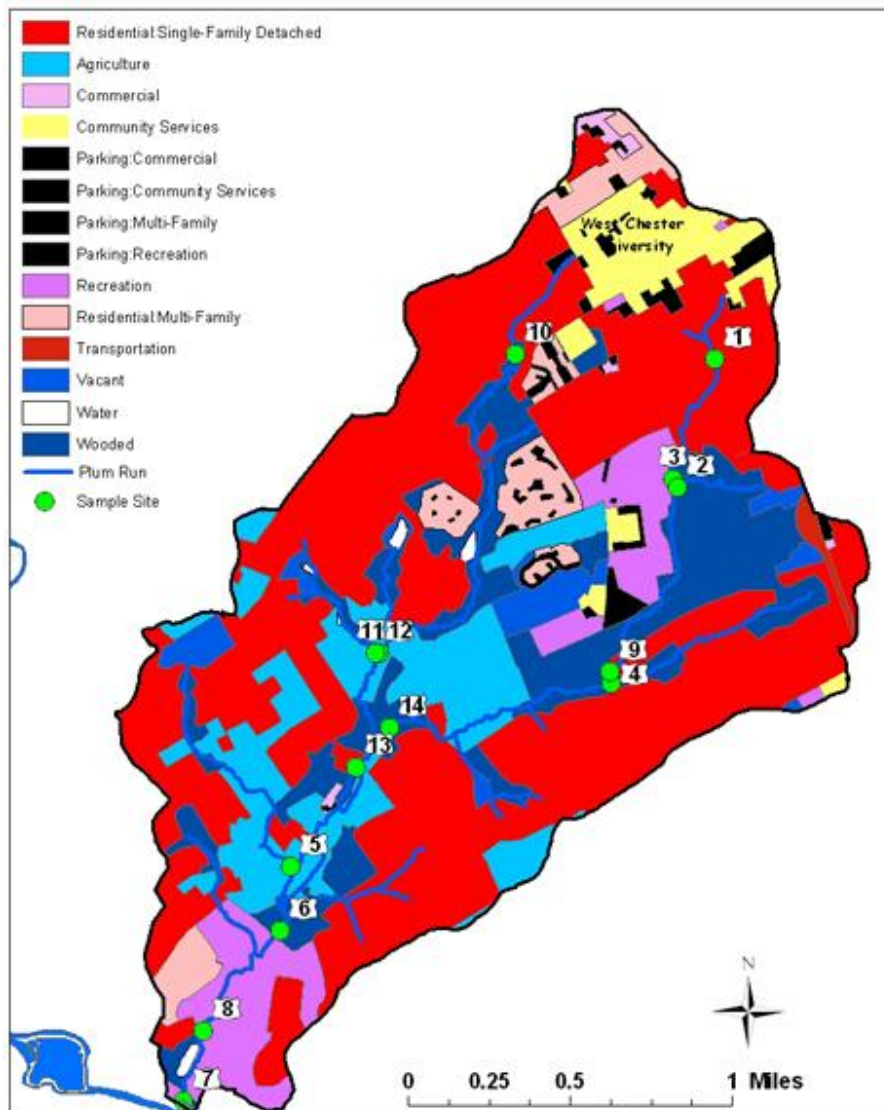 Residential:Single-Family Detached
Agriculture
Commercial
Community Services
Parking:Commercial
Parking:Community Services
Parking:Multi-Family
Parking:Recreation
Recreation
Residential:Multi-Family
Transportation
Vacant
Water
Wooded
Plum Run
Sample Site
West Chester
iversity
10
1
3
2
11
12
9
4
14
13
5
6
8
7
N
0 0.25 0.5 1 Miles